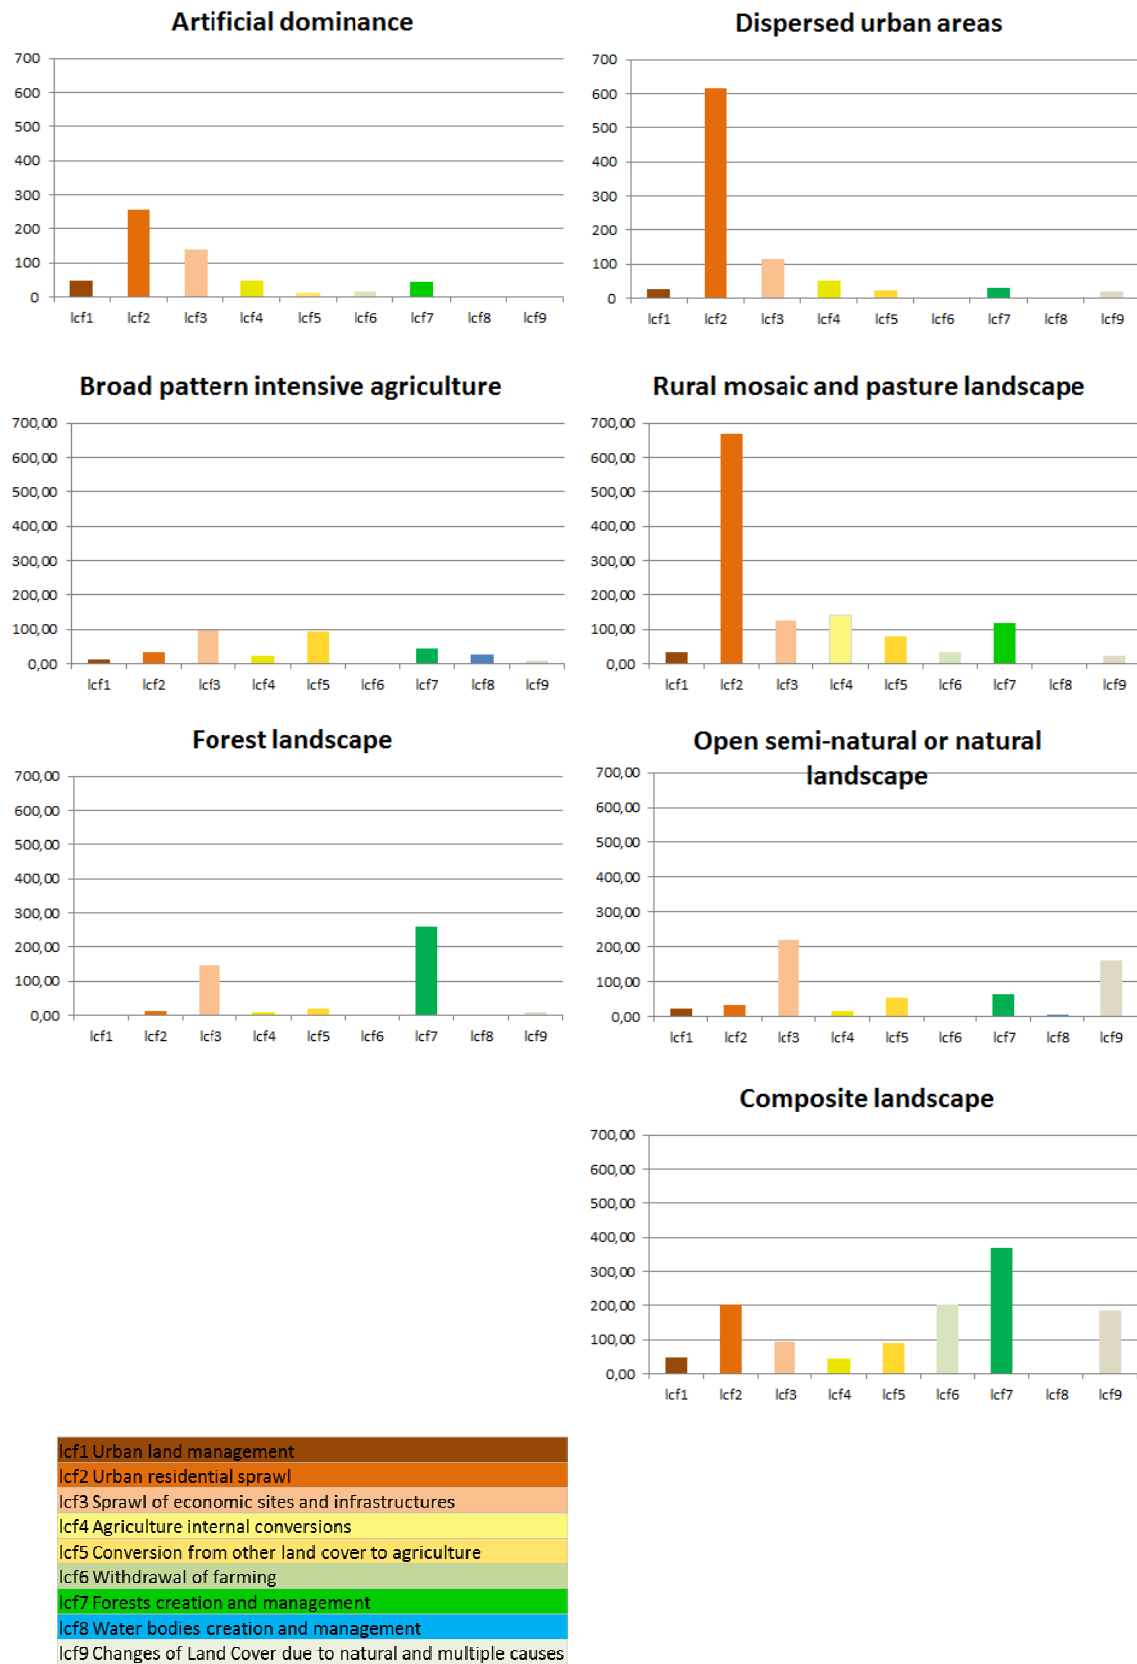 Artificial dominance
700
600
500
400
300
200
100
0
lcf1 lcf2 lcf3 lcf4 lcf5 lcf6 lcf7 lcf8 lcf9
Dispersed urban areas
700
600
500
400
300
200
100
0
lcf1 lcf2 lcf3 lcf4 lcf5 lcf6 lcf7 lcf8 lcf9
Broad pattern intensive agriculture
700,00
600,00
500,00
400,00
300,00
200,00
100,00
0,00
lcf1 lcf2 lcf3 lcf4 lcf5 lcf6 lcf7 lcf8 lcf9
Rural mosaic and pasture landscape
700,00
600,00
500,00
400,00
300,00
200,00
100,00
0,00
lcf1 lcf2 lcf3 lcf4 lcf5 lcf6 lcf7 lcf8 lcf9
Forest landscape
700,00
600,00
500,00
400,00
300,00
200,00
100,00
0,00
lcf1 lcf2 lcf3 lcf4 lcf5 lcf6 lcf7 lcf8 lcf9
Open semi-natural or natural
landscape
700,00
600,00
500,00
400,00
300,00
200,00
100,00
0,00
lcf1 lcf2 lcf3 lcf4 lcf5 lcf6 lcf7 lcf8 lcf9
Composite landscape
700,00
600,00
500,00
400,00
300,00
200,00
100,00
0,00
lcf1 lcf2 lcf3 lcf4 lcf5 lcf6 lcf7 lcf8 lcf9
lcf1 Urban land management
lcf2 Urban residential sprawl
lcf3 Sprawl of economic sites and infrastructures
lcf4 Agriculture internal conversions
lcf5 Conversion from other land cover to agriculture
lcf6 Withdrawal of farming
lcf7 Forests creation and management
lcf8 Water bodies creation and management
lcf9 Changes of Land Cover due to natural and multiple causes